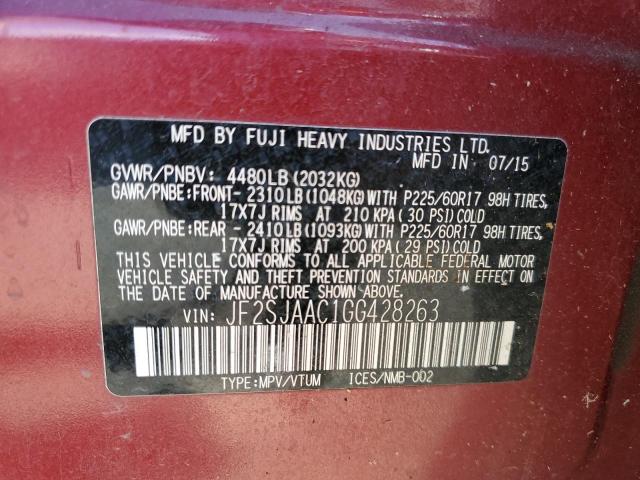 MFD BY FUJI HEAVY INDUSTRIES LTD.
MFD IN 07/15
GVWR/PNBV: 4480LB (2032KG)
GAWR/PNBE:FRONT- 2310LB (1048KG) WITH P225/60R17 98H TIRES,
17X7J RIMS AT 210 KPA ( 30 PSI) COLD
GAWR/PNBE:REAR - 2410LB (1093KG) WITH P225/60R17 98H TIRES,
17X7J RIMS AT 200 KPA ( 29 PSI) COLD
THIS VEHICLE CONFORMS TO ALL APPLICABLE FEDERAL MOTOR
VEHICLE SAFETY AND THEFT PREVENTION STANDARDS IN EFFECT ON
THE DATE OF MANUFACTURE SHOWN ABOVE.
VIN: JF2SJAAC1GG428263
TYPE:MPV/VTUM ICES/NMB-002